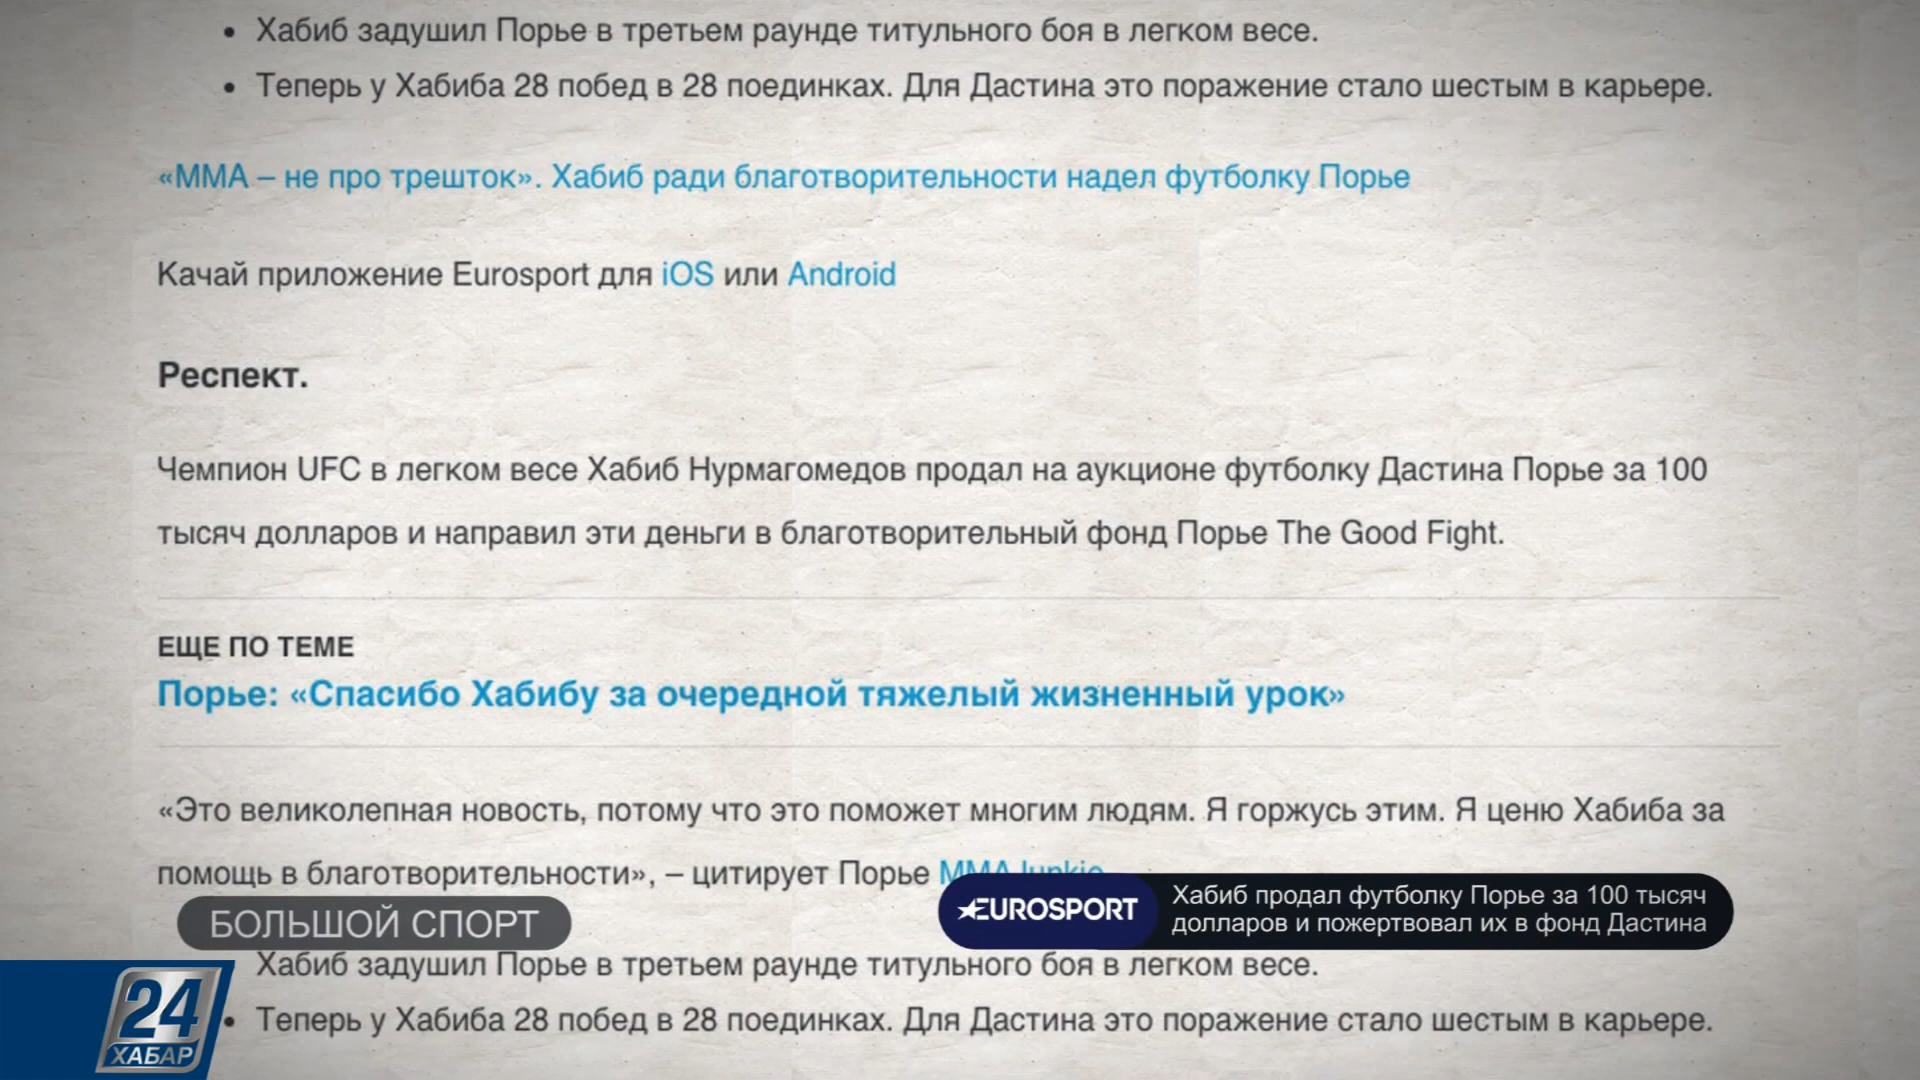 Хабиб задушил Порье в третьем раунде титульного боя в легком весе.
Теперь у Хабиба 28 побед в 28 поединках. Для Дастина это поражение стало шестым в карьере.
«ММА – не про трешток». Хабиб ради благотворительности надел футболку Порье
Качай приложение Eurosport для iOS или Android
Респект.
Чемпион UFC в легком весе Хабиб Нурмагомедов продал на аукционе футболку Дастина Порье за 100
тысяч долларов и направил эти деньги в благотворительный фонд Порье The Good Fight.
ЕЩЕ ПО ТЕМЕ
Порье: «Спасибо Хабибу за очередной тяжелый жизненный урок»
«Это великолепная новость, потому что это поможет многим людям. Я горжусь этим. Я ценю Хабиба за
помощь в благотворительности», – цитирует Порье MMA Junkie
БОЛЬШОЙ СПОРТ
EUROSPORT
Хабиб продал футболку Порье за 100 тысяч
долларов и пожертвовал их в фонд Дастина
Хабиб задушил Порье в третьем раунде титульного боя в легком весе.
Теперь у Хабиба 28 побед в 28 поединках. Для Дастина это поражение стало шестым в карьере.
24
ХАБАР